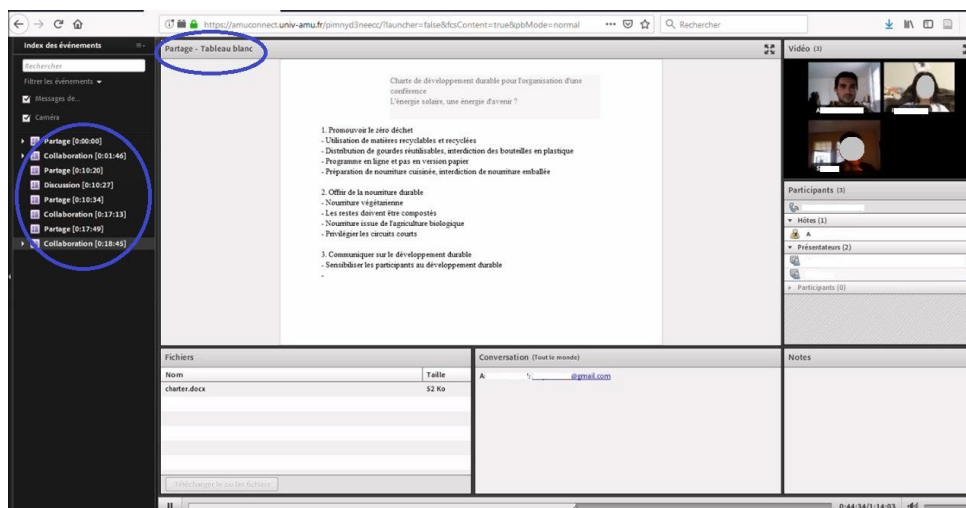 https://amuconnect.univ-amu.fr/pimnyd3neecc/?launcher=false&fcsContent=true&pbMode=normal
Rechercher
Index des événements
Rechercher
Filtrer les événements
Messages de...
Caméra
Partage [0:00:00]
Collaboration [0:01:46]
Partage [0:10:20]
Discussion [0:10:27]
Partage [0:10:34]
Collaboration [0:17:13]
Partage [0:17:49]
Collaboration [0:18:45]
Partage - Tableau blanc
Charte de développement durable pour l'organisation d'une
conférence
L'énergie solaire, une énergie d'avenir ?
1. Promouvoir le zéro déchet
- Utilisation de matières recyclables et recyclées
- Distribution de gourdes réutilisables, interdiction des bouteilles en plastique
- Programme en ligne et pas en version papier
- Préparation de nourriture cuisinée, interdiction de nourriture emballée
2. Offrir de la nourriture durable
- Nourriture végétarienne
- Les restes doivent être compostés
- Nourriture issue de l'agriculture biologique
- Privilégier les circuits courts
3. Communiquer sur le développement durable
- Sensibiliser les participants au développement durable
-
Vidéo (3)
Participants (3)
Hôtes (1)
A
Présentateurs (2)
Participants (0)
Fichiers
Nom Taille
charter.docx 52 Ko
Télécharger le ou les fichiers
Conversation (Tout le monde)
A @gmail.com
Notes
0:44:34/1:14:03